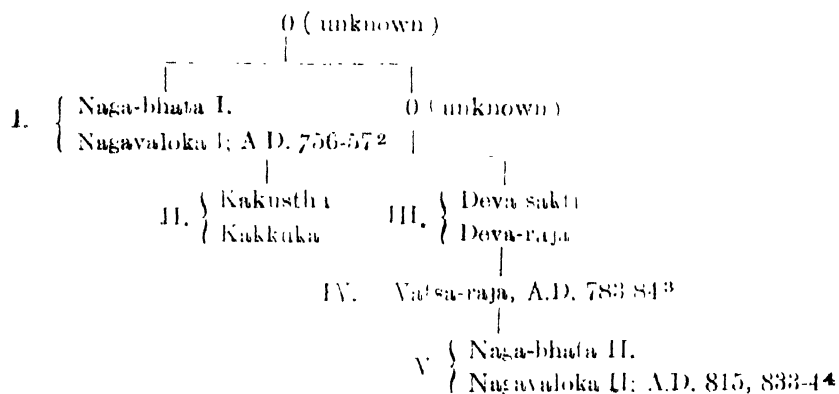 0 (unknown)
I. { Naga-bhata I. 0 (unknown)
Nagavaloka I; A.D. 756-57²
II. { Kakustha III. { Deva sakti
Kakkuka Deva-raja
IV. Vatsa-raja, A.D. 783-84³
V { Naga-bhata II.
Nagavaloka II; A.D. 815, 833-4⁴